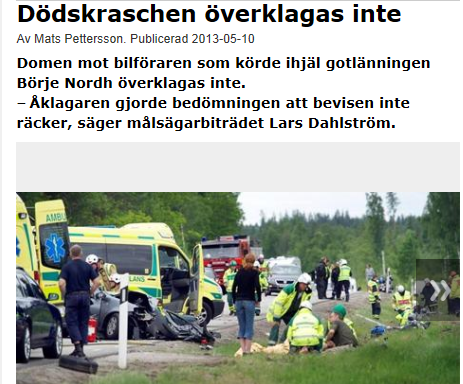 Dödskraschen överklagas inte
Av Mats Pettersson. Publicerad 2013-05-10
Domen mot bilföraren som körde ihjäl gotlänningen
Börje Nordh överklagas inte.
– Åklagaren gjorde bedömningen att bevisen inte
räcker, säger målsägarbiträdet Lars Dahlström.
AMBU